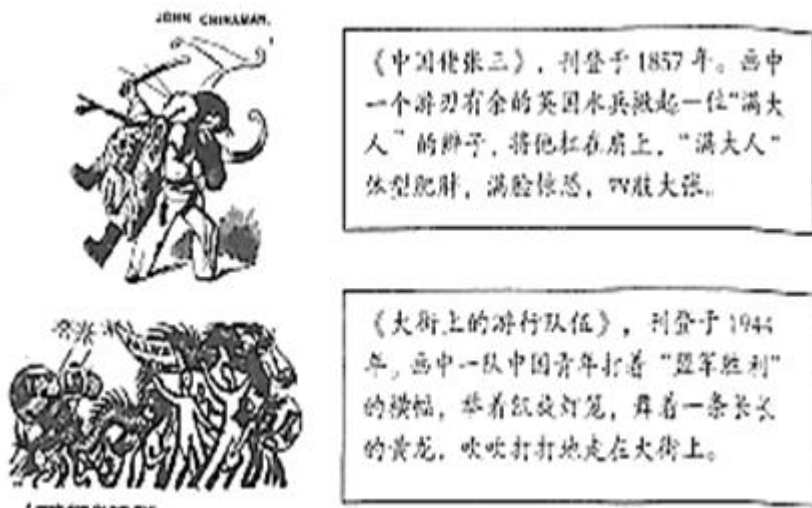 JOHN CHINAMAN.
《中国佬张三》，刊登于1857年。画中
一个游刃有余的英国水兵揪起一位“满大
人”的辫子，将他扛在肩上，“满大人”
体型肥胖，满脸惊恐，四肢大张。
《大街上的游行队伍》，刊登于1944
年，画中一队中国青年打着“盟军胜利”
的横幅，举着凯旋灯笼，舞着一条长长
的黄龙，吹吹打打地走在大街上。